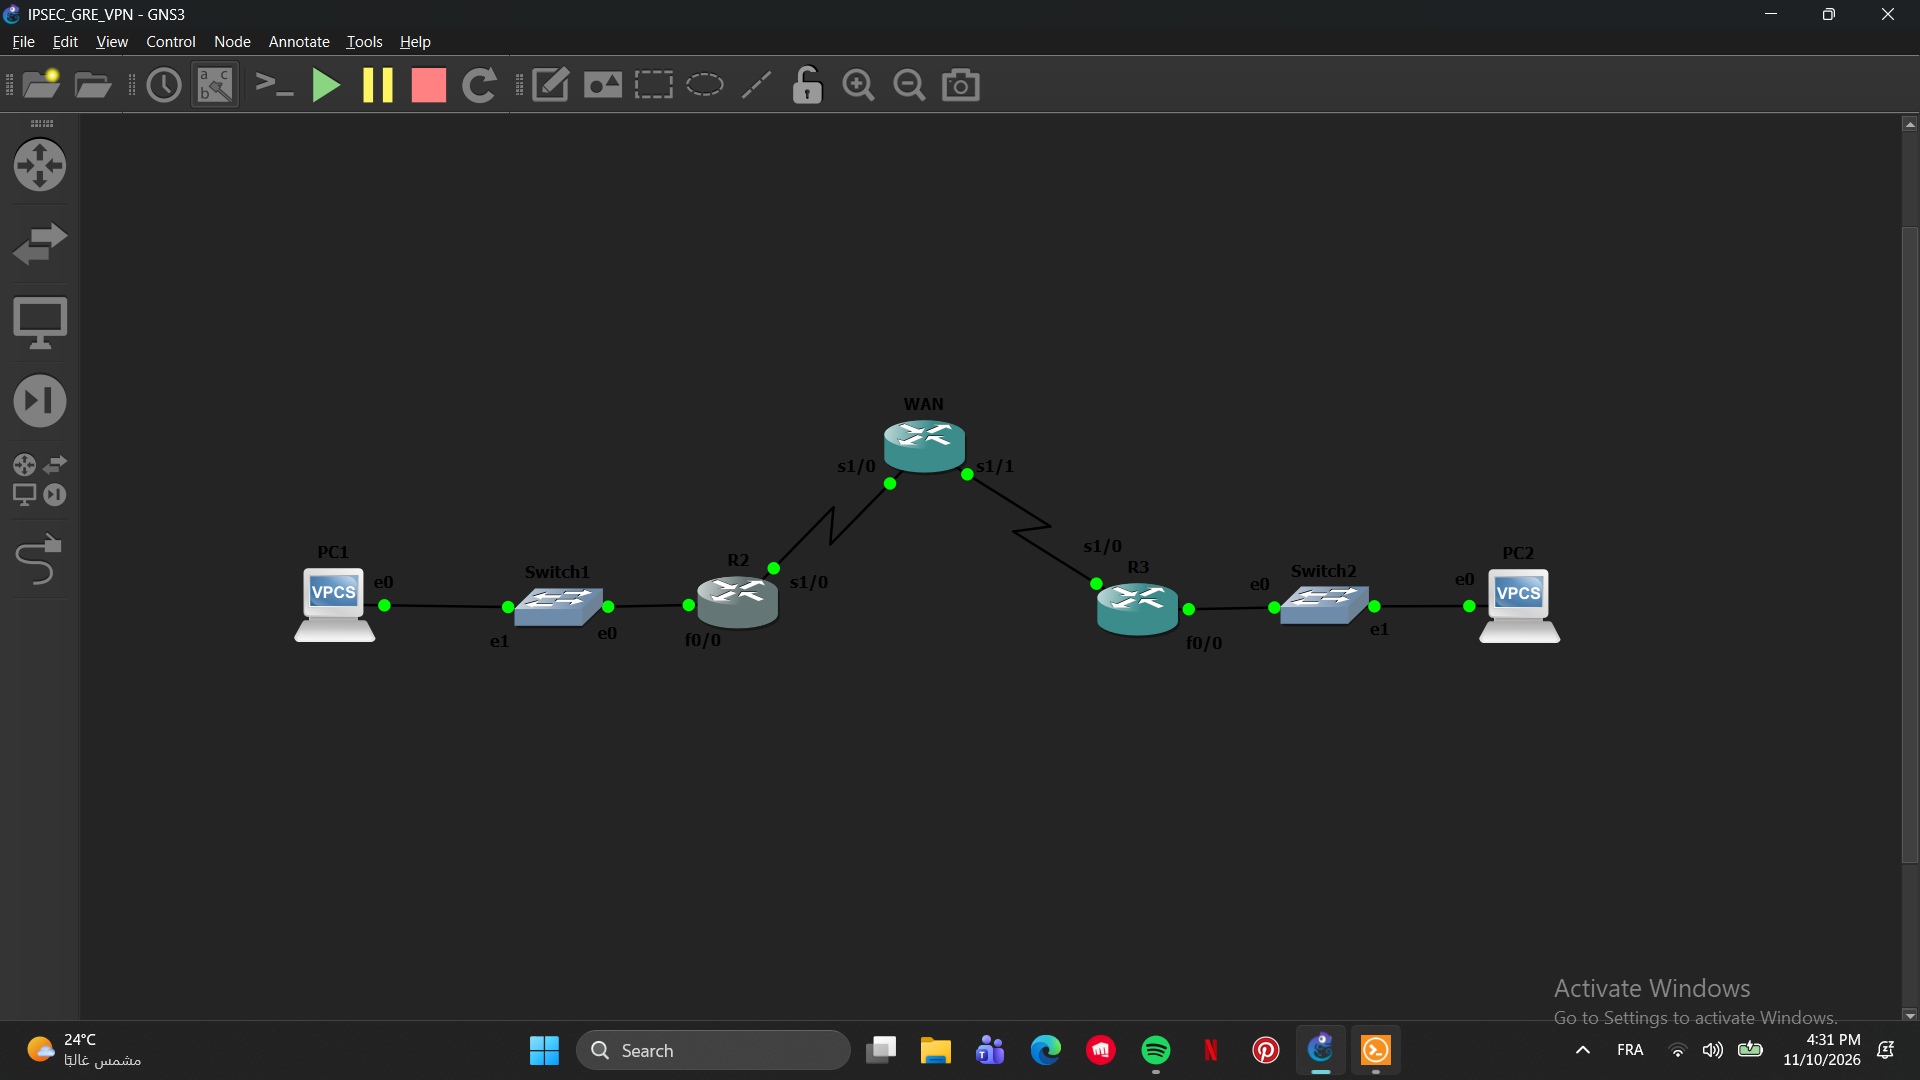 IPSEC_GRE_VPN - GNS3
File Edit View Control Node Annotate Tools Help
a c
b
WAN
s1/0
s1/1
s1/0
PC1
R2
R3
PC2
VPCS
e0
Switch1
s1/0
e0
Switch2
e0
VPCS
e1
e0
f0/0
f0/0
e1
Activate Windows
Go to Settings to activate Windows.
24°C
مشمس غالبًا
Search
FRA
4:31 PM
11/10/2026